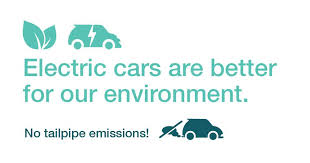 Electric cars are better
for our environment.
No tailpipe emissions!